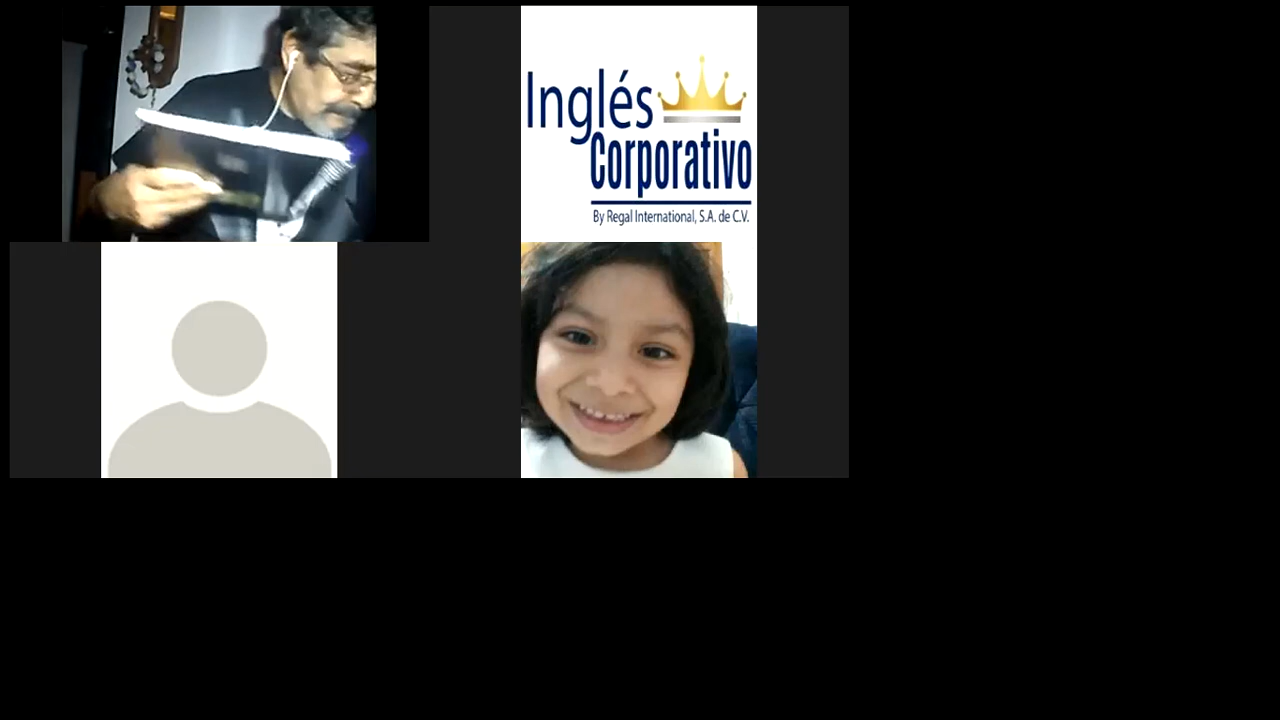 Inglés
Corporativo
By Regal International, S.A. de C.V.